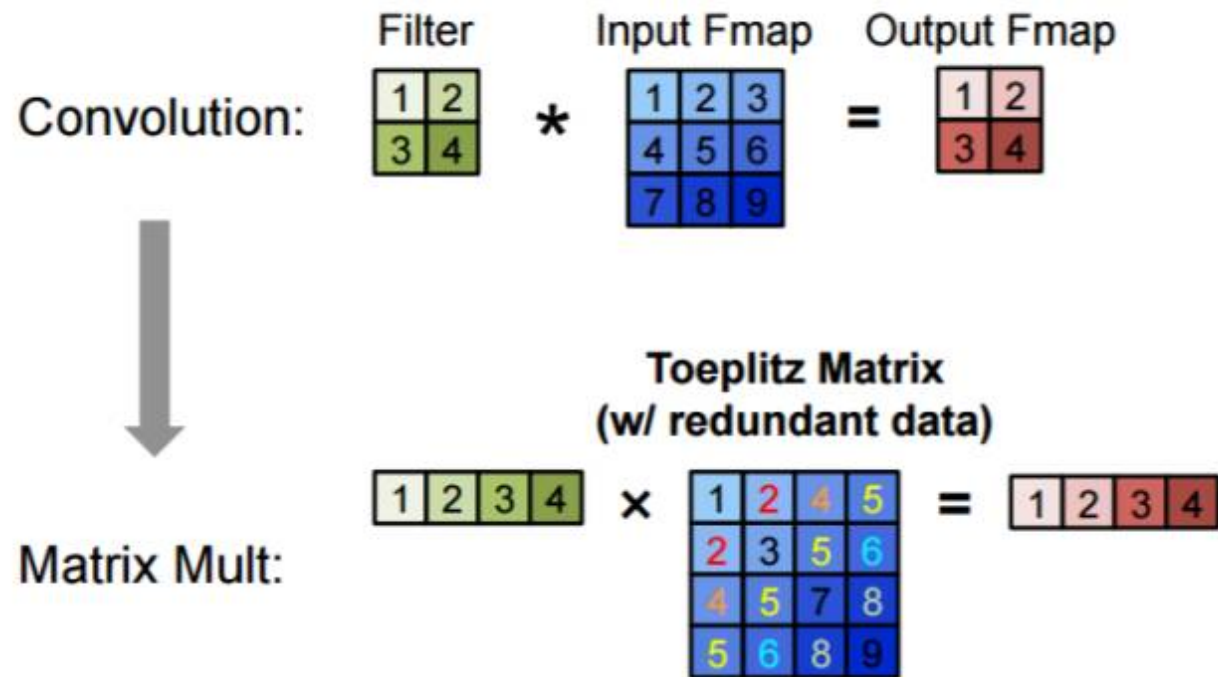 Filter Input Fmap Output Fmap
Convolution:
1 2 * 1 2 3 = 1 2
3 4 4 5 6 3 4
7 8 9
Toeplitz Matrix
(w/ redundant data)
Matrix Mult:
1 2 3 4 × 1 2 4 5 = 1 2 3 4
2 3 5 6
4 5 7 8
5 6 8 9